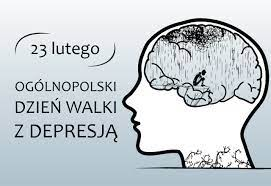 23 lutego
OGÓLNOPOLSKI
DZIEŃ WALKI
Z DEPRESJĄ